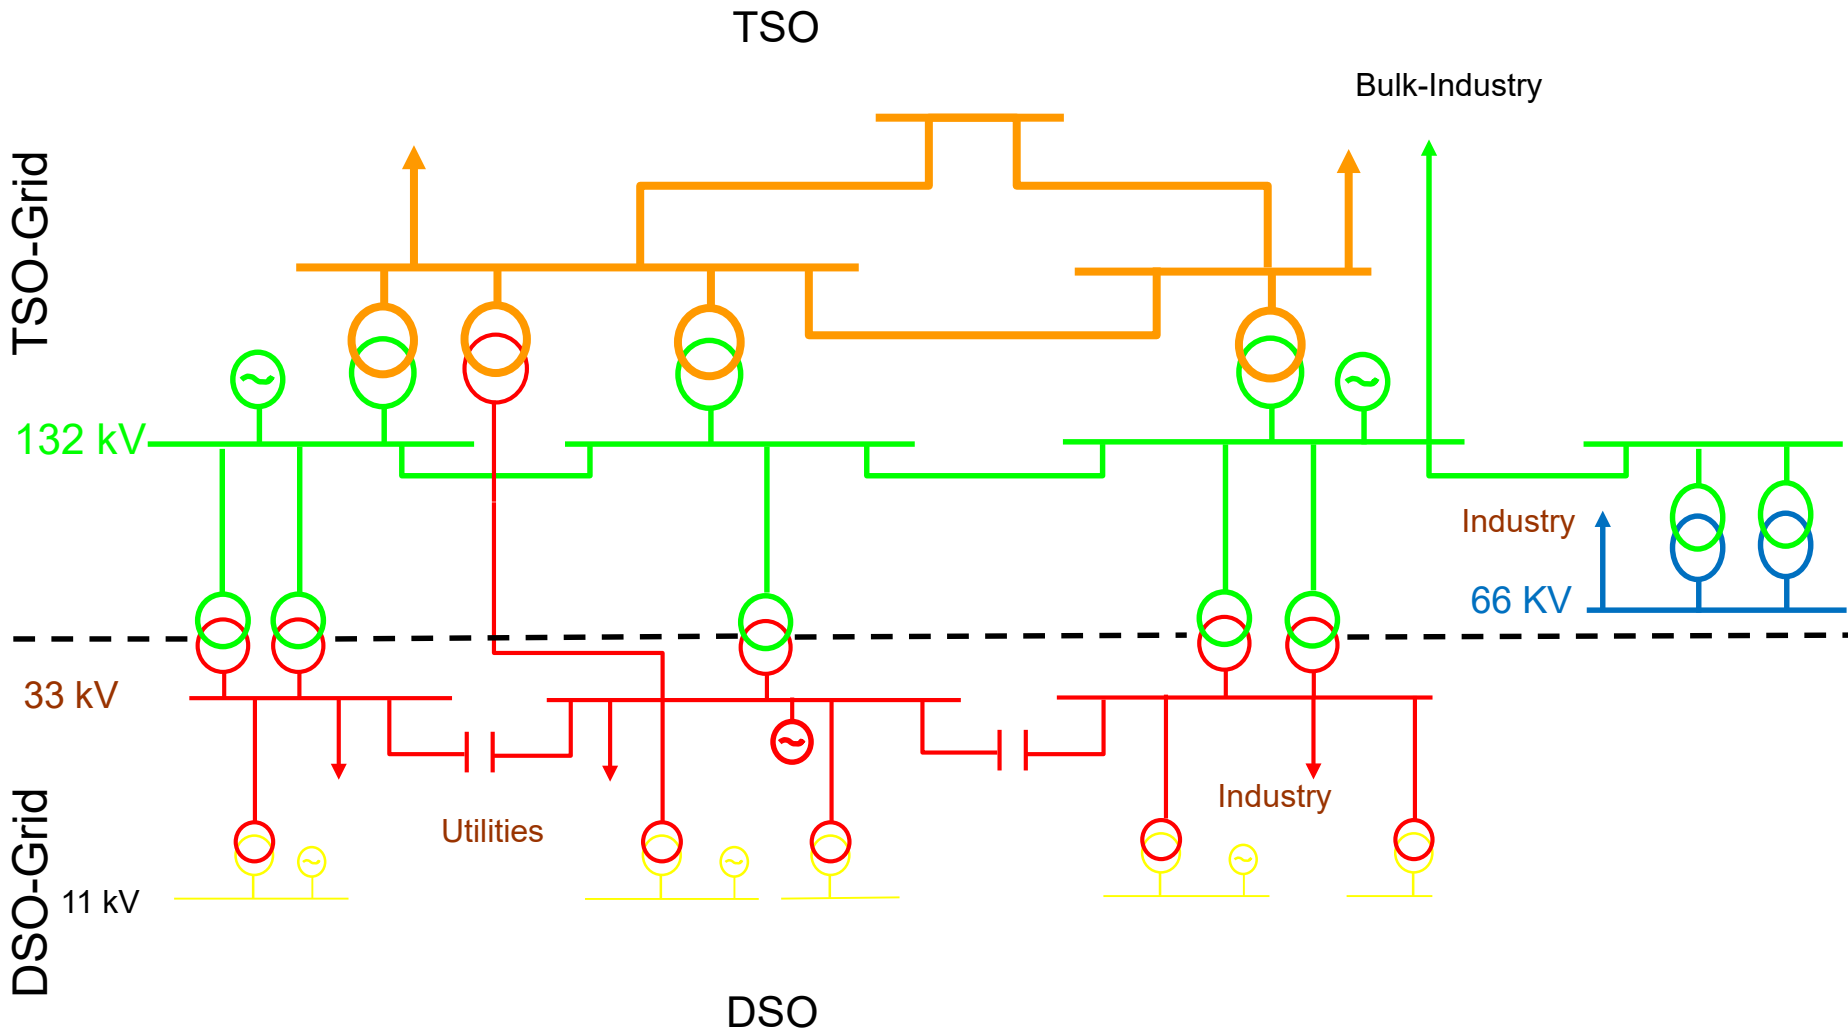 TSO
Bulk-Industry
TSO-Grid
132 kV
Industry
66 KV
33 kV
Industry
Utilities
DSO-Grid
11 kV
DSO